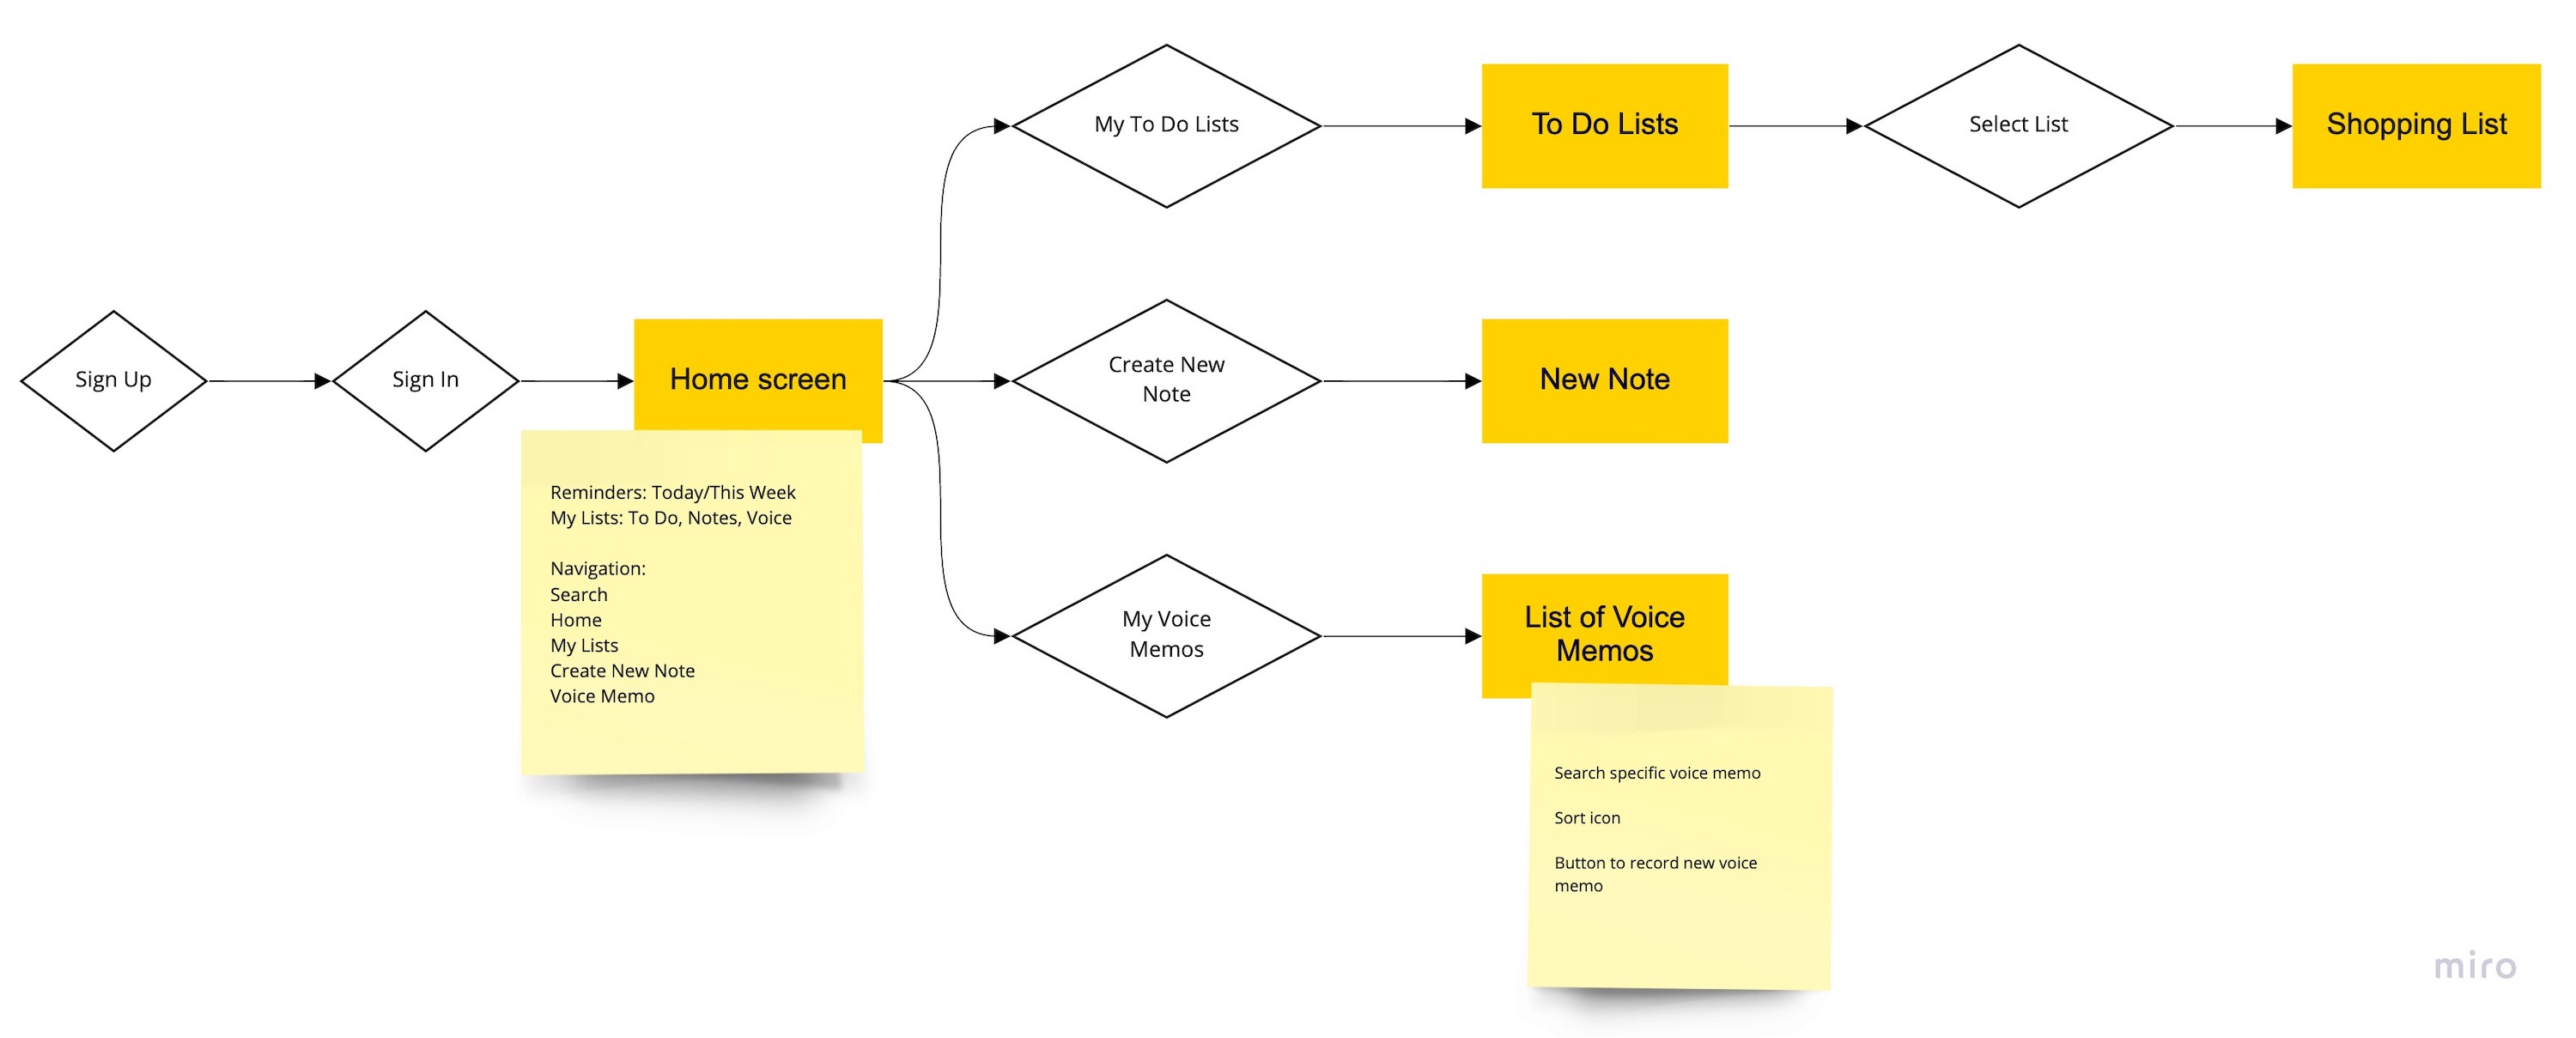 My To Do Lists
To Do Lists
Select List
Shopping List
Sign Up
Sign In
Home screen
Create New
Note
New Note
Reminders: Today/This Week
My Lists: To Do, Notes, Voice
Navigation:
Search
Home
My Lists
Create New Note
Voice Memo
My Voice
Memos
List of Voice
Memos
Search specific voice memo
Sort icon
Button to record new voice
memo
miro